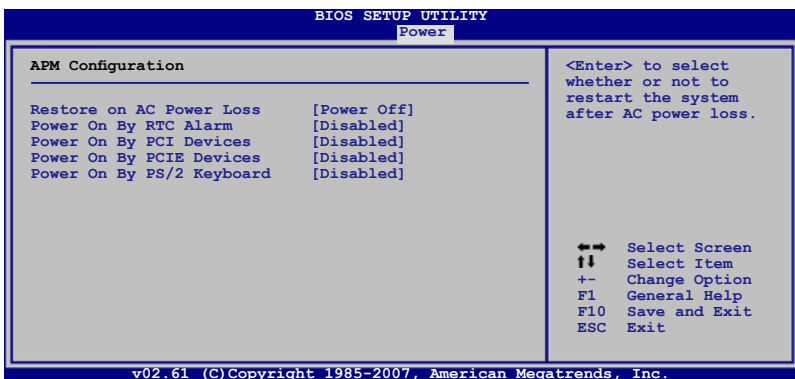 BIOS SETUP UTILITY
Power
APM Configuration
Restore on AC Power Loss [Power Off]
Power On By RTC Alarm [Disabled]
Power On By PCI Devices [Disabled]
Power On By PCIE Devices [Disabled]
Power On By PS/2 Keyboard [Disabled]
<Enter> to select
whether or not to
restart the system
after AC power loss.
←→ Select Screen
↑↓ Select Item
+- Change Option
F1 General Help
F10 Save and Exit
ESC Exit
v02.61 (C)Copyright 1985-2007, American Megatrends, Inc.